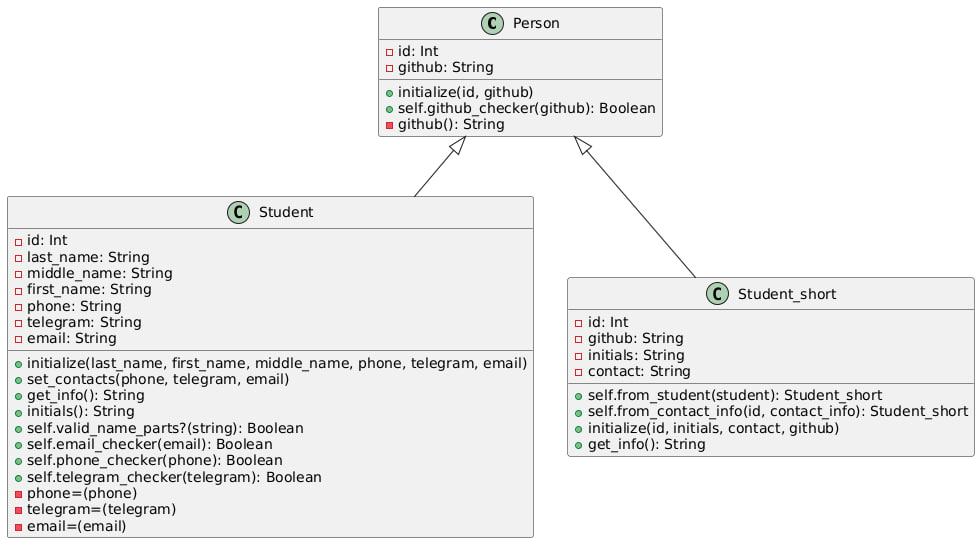 C Person
id: Int
github: String
initialize(id, github)
self.github_checker(github): Boolean
github(): String
C Student
id: Int
last_name: String
middle_name: String
first_name: String
phone: String
telegram: String
email: String
initialize(last_name, first_name, middle_name, phone, telegram, email)
set_contacts(phone, telegram, email)
get_info(): String
initials(): String
self.valid_name_parts?(string): Boolean
self.email_checker(email): Boolean
self.phone_checker(phone): Boolean
self.telegram_checker(telegram): Boolean
phone=(phone)
telegram=(telegram)
email=(email)
C Student_short
id: Int
github: String
initials: String
contact: String
self.from_student(student): Student_short
self.from_contact_info(id, contact_info): Student_short
initialize(id, initials, contact, github)
get_info(): String